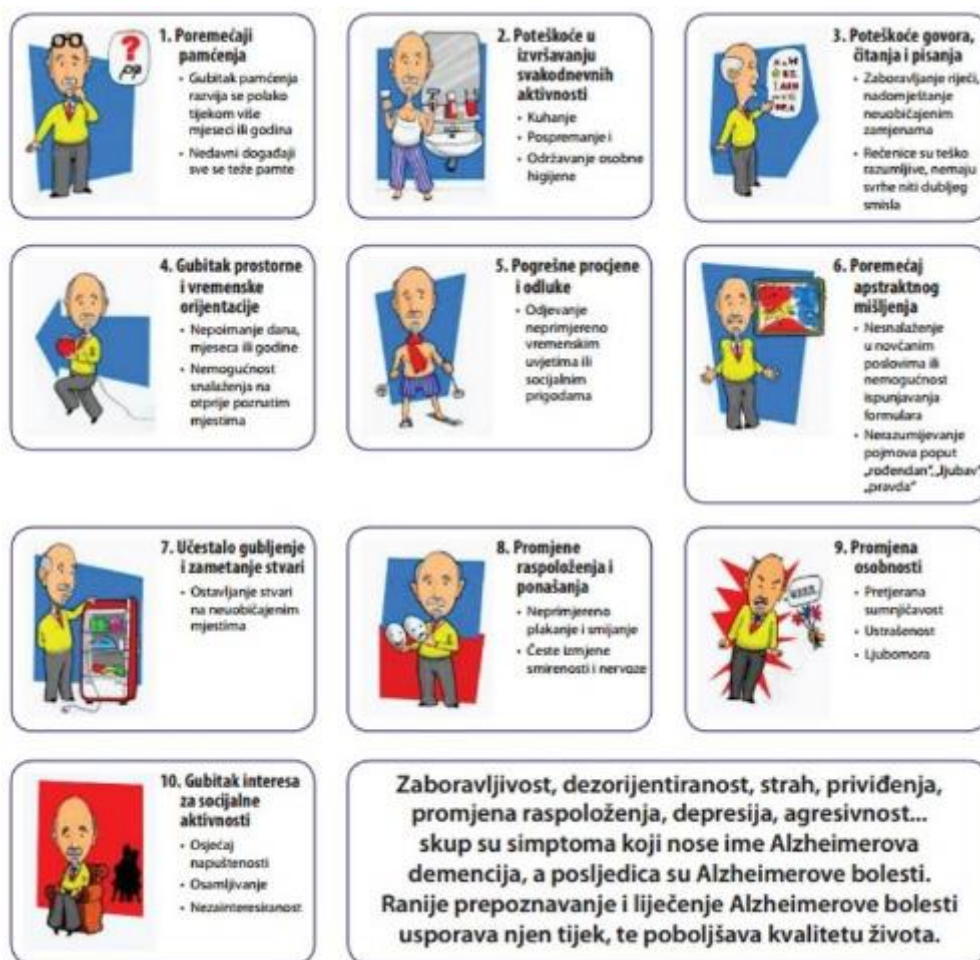 1. Poremećaji
pamćenja
• Gubitak pamćenja
razvija se polako
tijekom više
mjeseci ili godina
• Nedavni događaji
sve se teže pamte
2. Poteškoće u
izvršavanju
svakodnevnih
aktivnosti
• Kuhanje
• Pospremanje i
• Održavanje osobne
higijene
3. Poteškoće govora,
čitanja i pisanja
• Zaboravljanje riječi,
nadomještanje
neuobičajenim
zamjenama
• Rečenice su teško
razumljive, nemaju
svrhe niti dubljeg
smisla
4. Gubitak prostorne
i vremenske
orijentacije
• Nepoimanje dana,
mjeseca ili godine
• Nemogućnost
snalaženja na
otprije poznatim
mjestima
5. Pogrešne procjene
i odluke
• Odjevanje
neprimjereno
vremenskim
uvjetima ili
socijalnim
prigodama
6. Poremećaj
apstraktnog
mišljenja
• Nesnalaženje
u novčanim
poslovima ili
nemogućnost
ispunjavanja
formulara
• Nerazumijevanje
pojmova poput
„rođendan“, „ljubav“
„pravda“
7. Učestalo gubljenje
i zametanje stvari
• Ostavljanje stvari
na neuobičajenim
mjestima
8. Promjene
raspoloženja i
ponašanja
• Neprimjereno
plakanje i smijanje
• Česte izmjene
smirenosti i nervoze
9. Promjena
osobnosti
• Pretjerana
sumnjičavost
• Ustrašenost
• Ljubomora
10. Gubitak interesa
za socijalne
aktivnosti
• Osjećaj
napuštenosti
• Osamljivanje
• Nezainteresiranost
Zaboravljivost, dezorijentiranost, strah, priviđenja,
promjena raspoloženja, depresija, agresivnost...
skup su simptoma koji nose ime Alzheimerova
demencija, a posljedica su Alzheimerove bolesti.
Ranije prepoznavanje i liječenje Alzheimerove bolesti
usporava njen tijek, te poboljšava kvalitetu života.